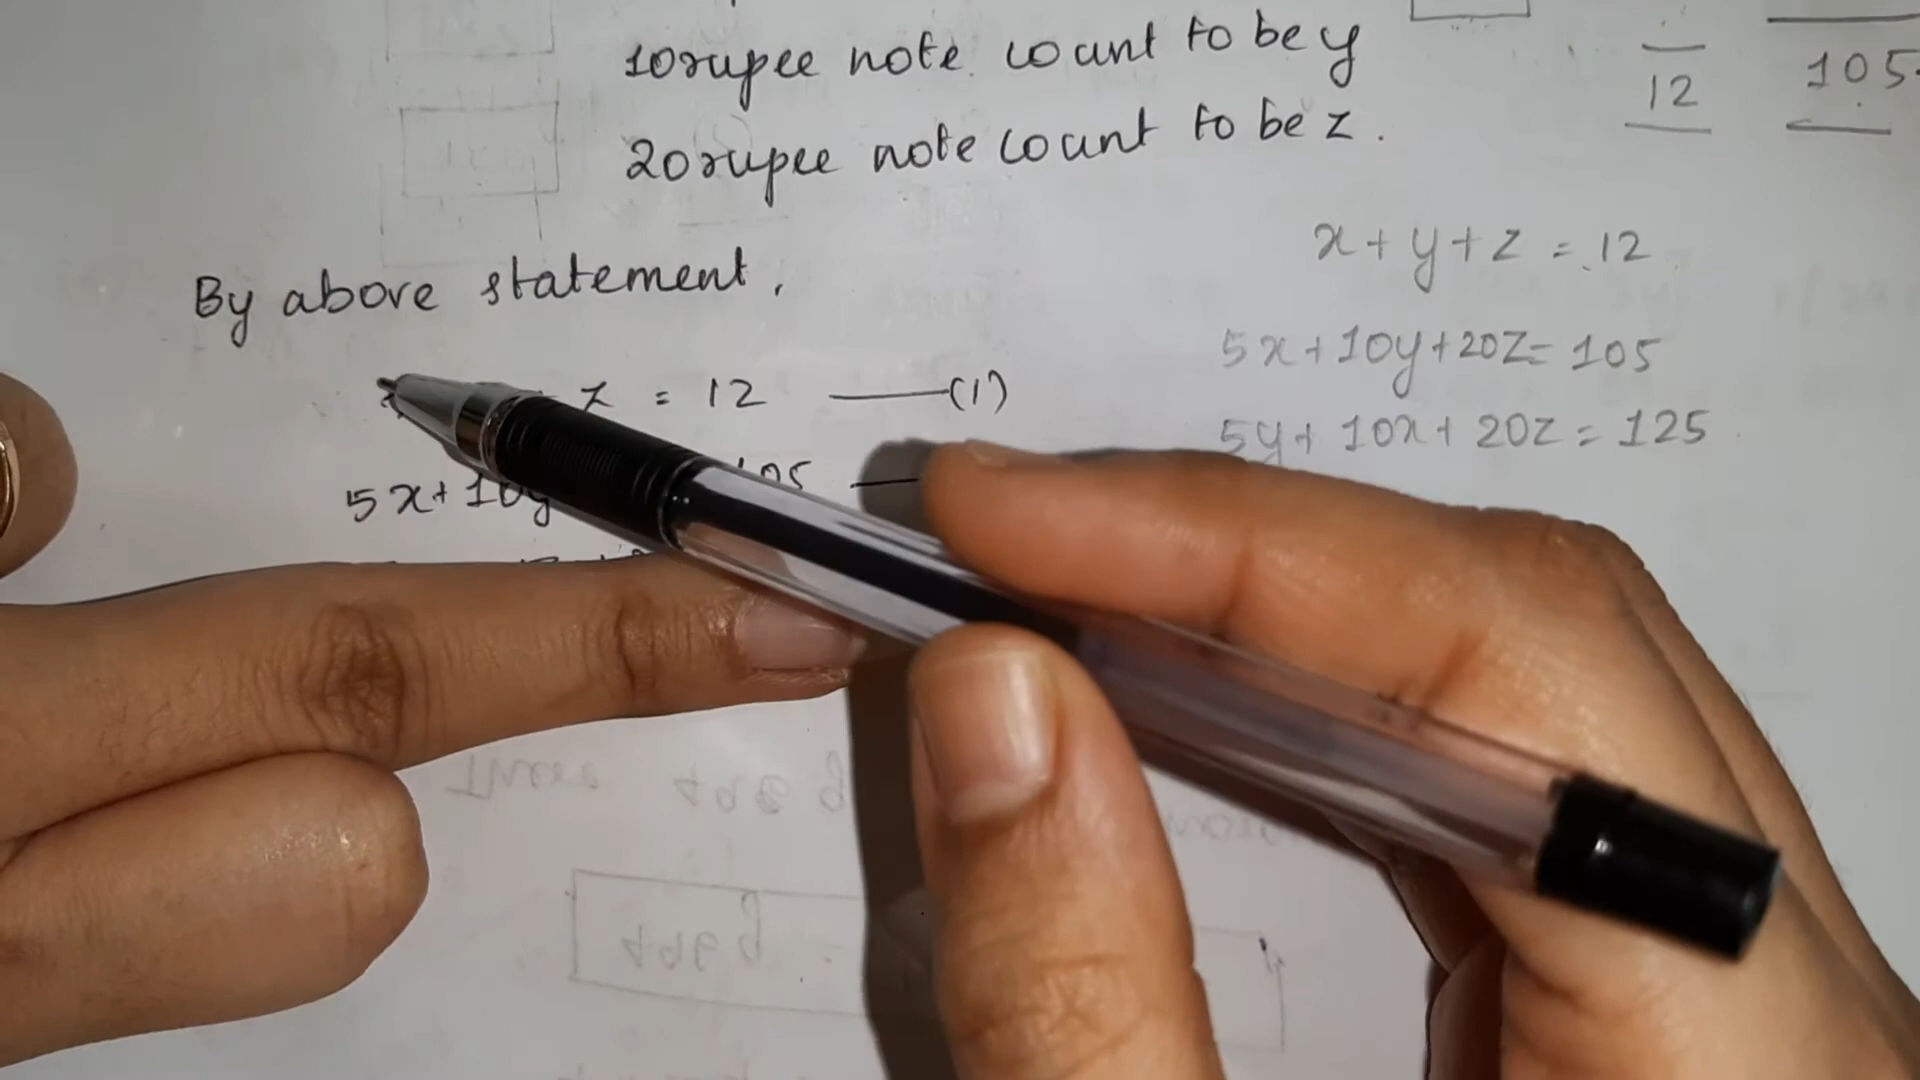 10rupee note count to be y
20rupee note count to be z.
12
105
By above statement,
x+y+z = 12
5x+10y+20z= 105
5y+ 10x+ 20z = 125
z = 12 ——(1)
5x+10y